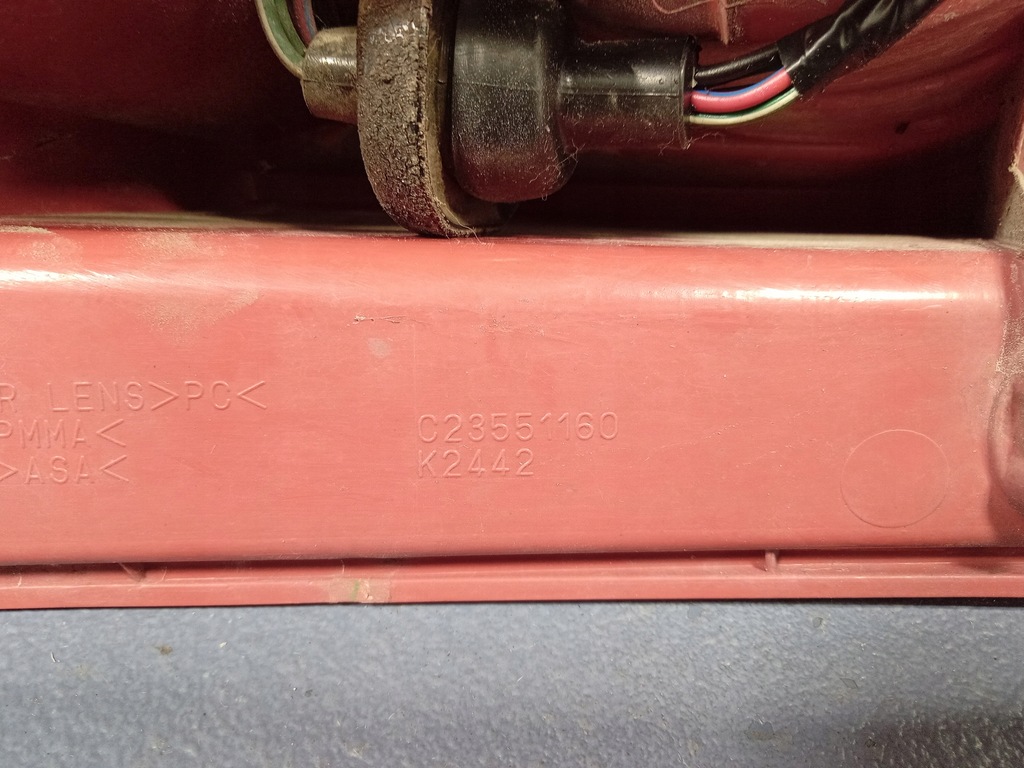 R LENS>PC<
PMMA<
>ASA<
C23551160
K2442